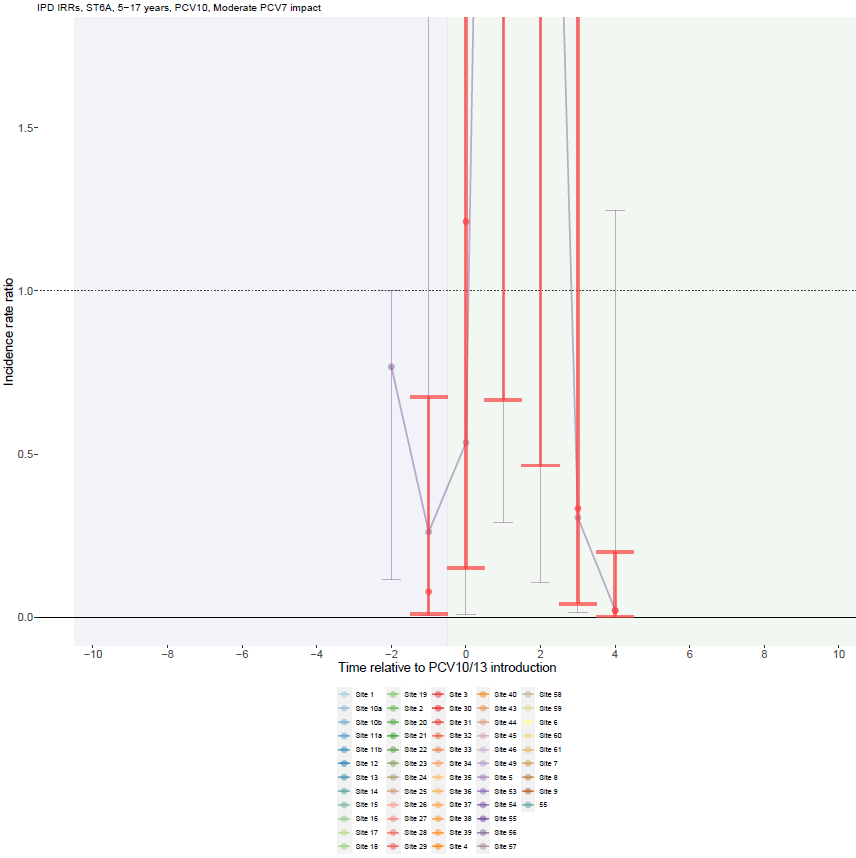 IPD IRRs, ST6A, 5−17 years, PCV10, Moderate PCV7 impact
Incidence rate ratio
1.5
1.0
0.5
0.0
−10 −8 −6 −4 −2 0 2 4 6 8 10
Time relative to PCV10/13 introduction
Site 1 Site 19 Site 3 Site 40 Site 58
Site 10a Site 2 Site 30 Site 43 Site 59
Site 10b Site 20 Site 31 Site 44 Site 6
Site 11a Site 21 Site 32 Site 45 Site 60
Site 11b Site 22 Site 33 Site 46 Site 61
Site 12 Site 23 Site 34 Site 49 Site 7
Site 13 Site 24 Site 35 Site 5 Site 8
Site 14 Site 25 Site 36 Site 53 Site 9
Site 15 Site 26 Site 37 Site 54 55
Site 16 Site 27 Site 38 Site 55
Site 17 Site 28 Site 39 Site 56
Site 18 Site 29 Site 4 Site 57